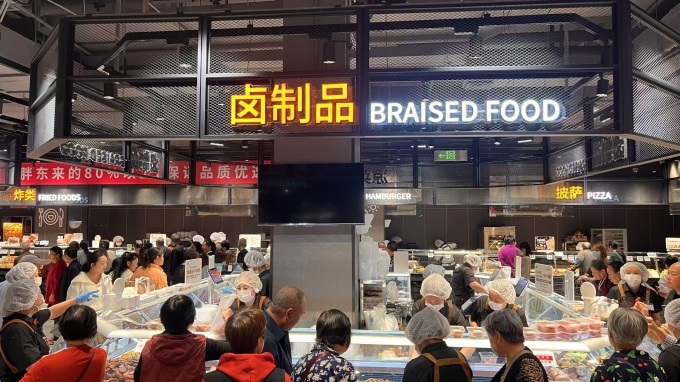 卤制品 BRAISED FOOD
胖东来的80%
保证品质优
炸类 FRIED FOODS
HAMBURGER
披萨 PIZZA